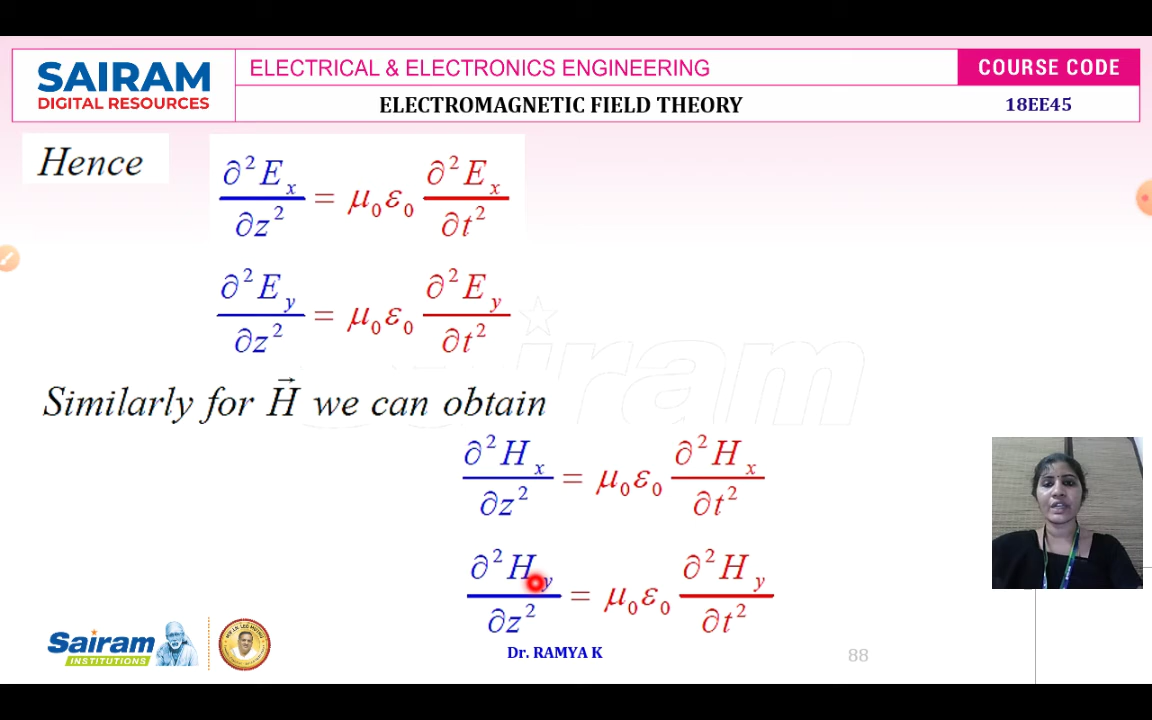 SAIRAM
DIGITAL RESOURCES
ELECTRICAL & ELECTRONICS ENGINEERING
COURSE CODE
ELECTROMAGNETIC FIELD THEORY
18EE45
Hence
∂²Eₓ/∂z² = μ₀ε₀ ∂²Eₓ/∂t²
∂²E_y/∂z² = μ₀ε₀ ∂²E_y/∂t²
Similarly for H⃗ we can obtain
∂²Hₓ/∂z² = μ₀ε₀ ∂²Hₓ/∂t²
∂²H_y/∂z² = μ₀ε₀ ∂²H_y/∂t²
Sairam
Sairam
INSTITUTIONS
Dr. RAMYA K
88